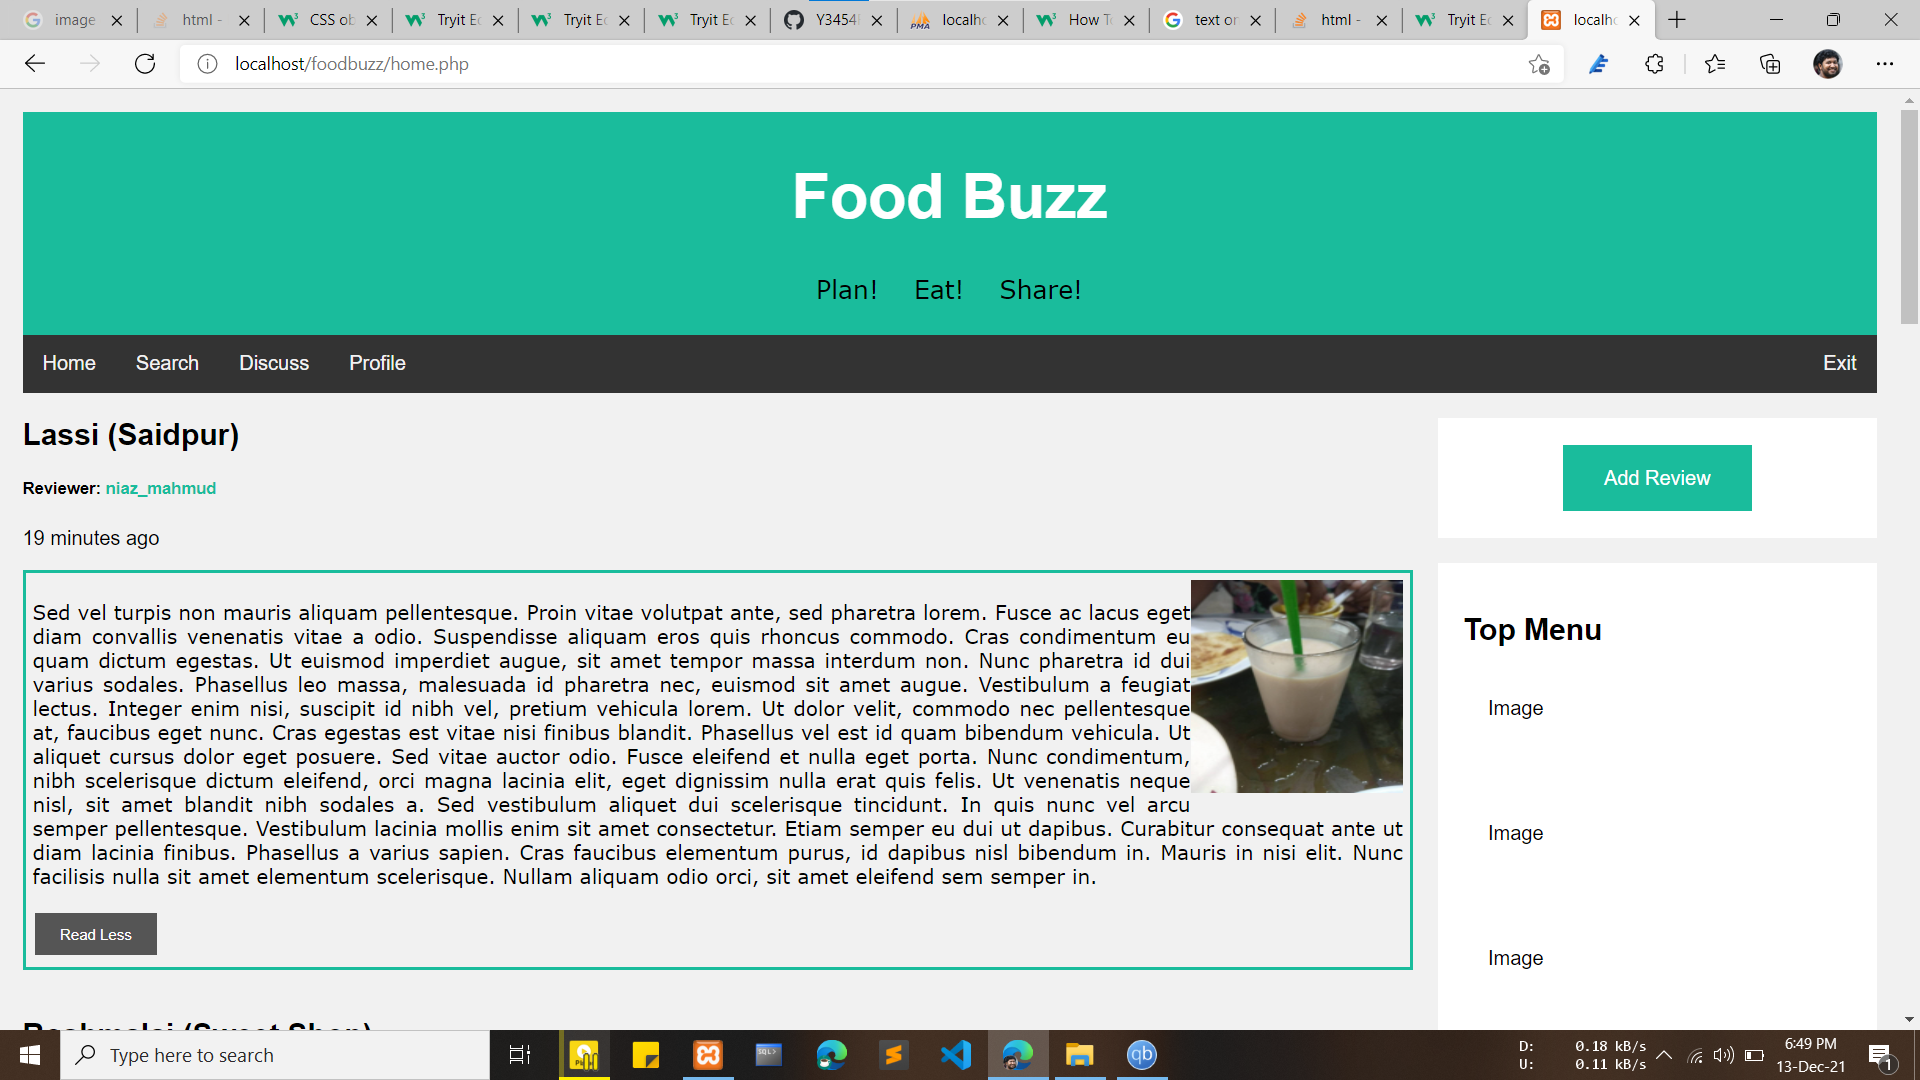 image
html -
CSS ob
Tryit Ed
Tryit Ed
Tryit Ed
Y3454
localho
How To
text on
html -
Tryit Ed
localho
localhost/foodbuzz/home.php
Food Buzz
Plan! Eat! Share!
Home Search Discuss Profile Exit
Lassi (Saidpur)
Reviewer: niaz_mahmud
19 minutes ago
Sed vel turpis non mauris aliquam pellentesque. Proin vitae volutpat ante, sed pharetra lorem. Fusce ac lacus eget
diam convallis venenatis vitae a odio. Suspendisse aliquam eros quis rhoncus commodo. Cras condimentum eu
quam dictum egestas. Ut euismod imperdiet augue, sit amet tempor massa interdum non. Nunc pharetra id dui
varius sodales. Phasellus leo massa, malesuada id pharetra nec, euismod sit amet augue. Vestibulum a feugiat
lectus. Integer enim nisi, suscipit id nibh vel, pretium vehicula lorem. Ut dolor velit, commodo nec pellentesque
at, faucibus eget nunc. Cras egestas est vitae nisi finibus blandit. Phasellus vel est id quam bibendum vehicula. Ut
aliquet cursus dolor eget posuere. Sed vitae auctor odio. Fusce eleifend et nulla eget porta. Nunc condimentum,
nibh scelerisque dictum eleifend, orci magna lacinia elit, eget dignissim nulla erat quis felis. Ut venenatis neque
nisl, sit amet blandit nibh sodales a. Sed vestibulum aliquet dui scelerisque tincidunt. In quis nunc vel arcu
semper pellentesque. Vestibulum lacinia mollis enim sit amet consectetur. Etiam semper eu dui ut dapibus. Curabitur consequat ante ut
diam lacinia finibus. Phasellus a varius sapien. Cras faucibus elementum purus, id dapibus nisl bibendum in. Mauris in nisi elit. Nunc
facilisis nulla sit amet elementum scelerisque. Nullam aliquam odio orci, sit amet eleifend sem semper in.
Read Less
Add Review
Top Menu
Image
Image
Image
(Sweet Shop)
Type here to search
D: 0.18 kB/s
U: 0.11 kB/s
6:49 PM
13-Dec-21
1